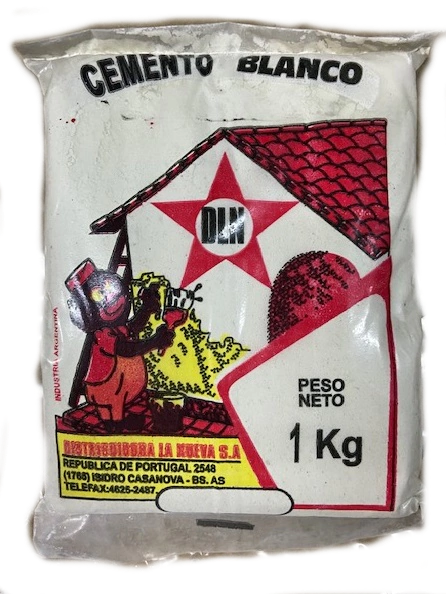 CEMENTO BLANCO
DLN
INDUSTRIA ARGENTINA
PESO
NETO
1 Kg
DISTRIBUIDORA LA NUEVA S.A
REPUBLICA DE PORTUGAL 2548
(1765) ISIDRO CASANOVA - BS. AS
TELEFAX:4625-2487